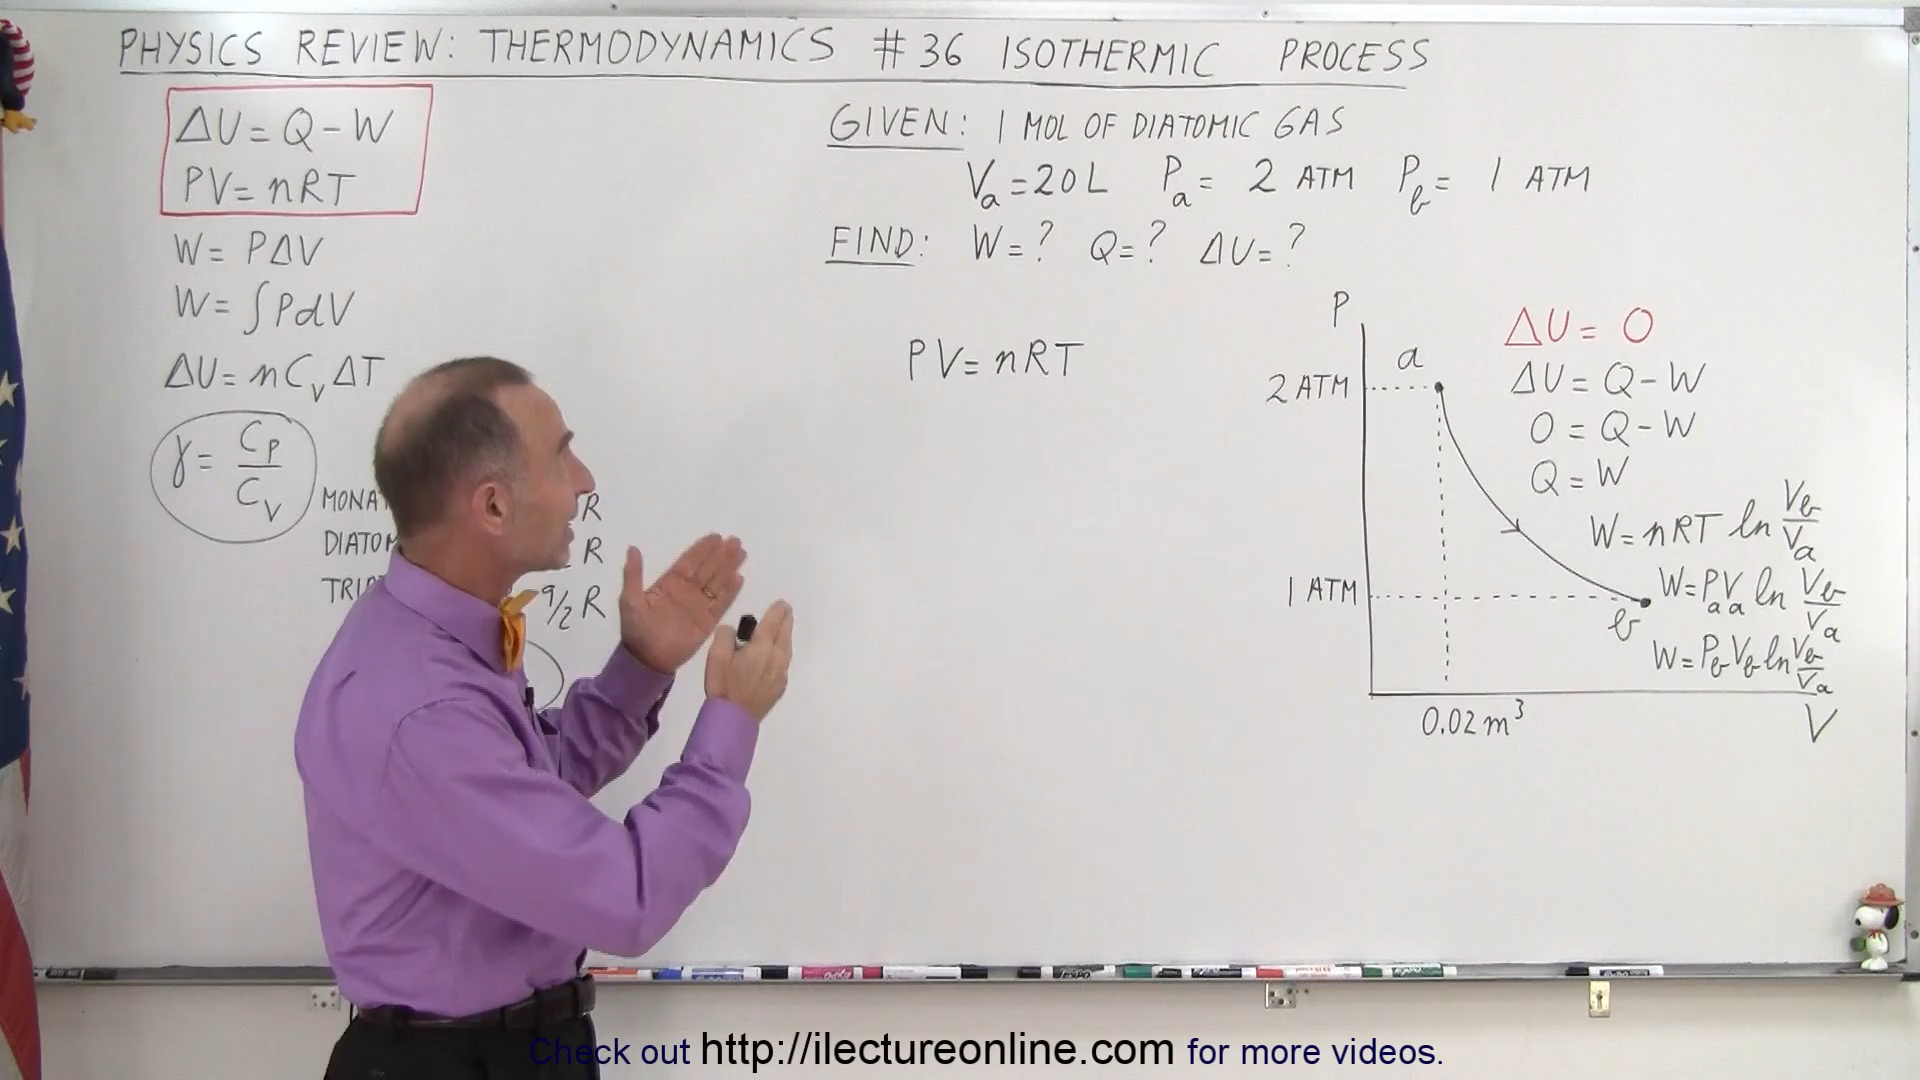 PHYSICS REVIEW: THERMODYNAMICS # 36 ISOTHERMIC PROCESS
ΔU = Q - W
PV = nRT
W = PΔV
W = ∫PdV
ΔU = nC_vΔT
γ = C_P/C_V
R
R
9/2 R
GIVEN: 1 MOL OF DIATOMIC GAS
V_a = 20 L P_a = 2 ATM P_b = 1 ATM
FIND: W = ? Q = ? ΔU = ?
PV = nRT
P
a
2 ATM
1 ATM
b
0.02 m³
V
ΔU = 0
ΔU = Q - W
0 = Q - W
Q = W
W = nRT ln V_b/V_a
W = P_aV_a ln V_b/V_a
W = P_bV_b ln V_b/V_a
EXPO
Check out http://ilectureonline.com for more videos.